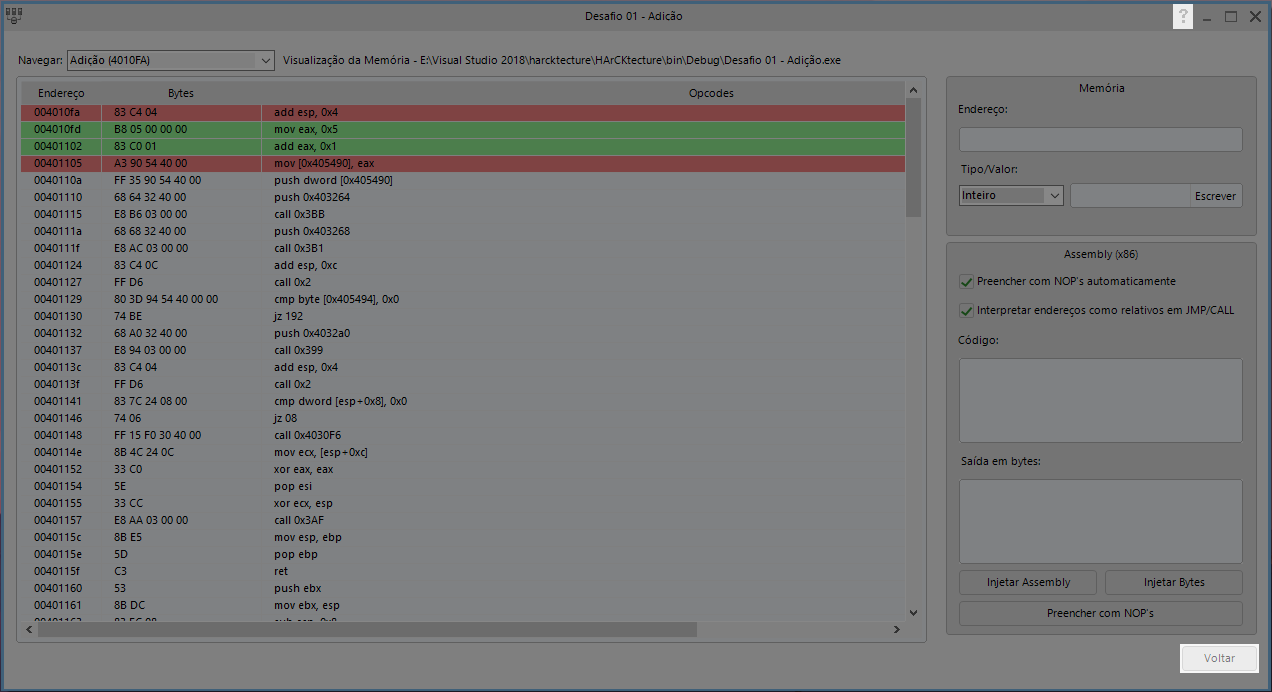 Desafio 01 - Adição
?
Navegar: Adição (4010FA) Visualização da Memória - E:\Visual Studio 2018\harcktecture\HArCKtecture\bin\Debug\Desafio 01 - Adição.exe
Endereço Bytes Opcodes
004010fa 83 C4 04 add esp, 0x4
004010fd B8 05 00 00 00 mov eax, 0x5
00401102 83 C0 01 add eax, 0x1
00401105 A3 90 54 40 00 mov [0x405490], eax
0040110a FF 35 90 54 40 00 push dword [0x405490]
00401110 68 64 32 40 00 push 0x403264
00401115 E8 B6 03 00 00 call 0x3BB
0040111a 68 68 32 40 00 push 0x403268
0040111f E8 AC 03 00 00 call 0x3B1
00401124 83 C4 0C add esp, 0xc
00401127 FF D6 call 0x2
00401129 80 3D 94 54 40 00 00 cmp byte [0x405494], 0x0
00401130 74 BE jz 192
00401132 68 A0 32 40 00 push 0x4032a0
00401137 E8 94 03 00 00 call 0x399
0040113c 83 C4 04 add esp, 0x4
0040113f FF D6 call 0x2
00401141 83 7C 24 08 00 cmp dword [esp+0x8], 0x0
00401146 74 06 jz 08
00401148 FF 15 F0 30 40 00 call 0x4030F6
0040114e 8B 4C 24 0C mov ecx, [esp+0xc]
00401152 33 C0 xor eax, eax
00401154 5E pop esi
00401155 33 CC xor ecx, esp
00401157 E8 AA 03 00 00 call 0x3AF
0040115c 8B E5 mov esp, ebp
0040115e 5D pop ebp
0040115f C3 ret
00401160 53 push ebx
00401161 8B DC mov ebx, esp
Memória
Endereço:
Tipo/Valor:
Inteiro Escrever
Assembly (x86)
Preencher com NOP's automaticamente
Interpretar endereços como relativos em JMP/CALL
Código:
Saída em bytes:
Injetar Assembly Injetar Bytes
Preencher com NOP's
Voltar